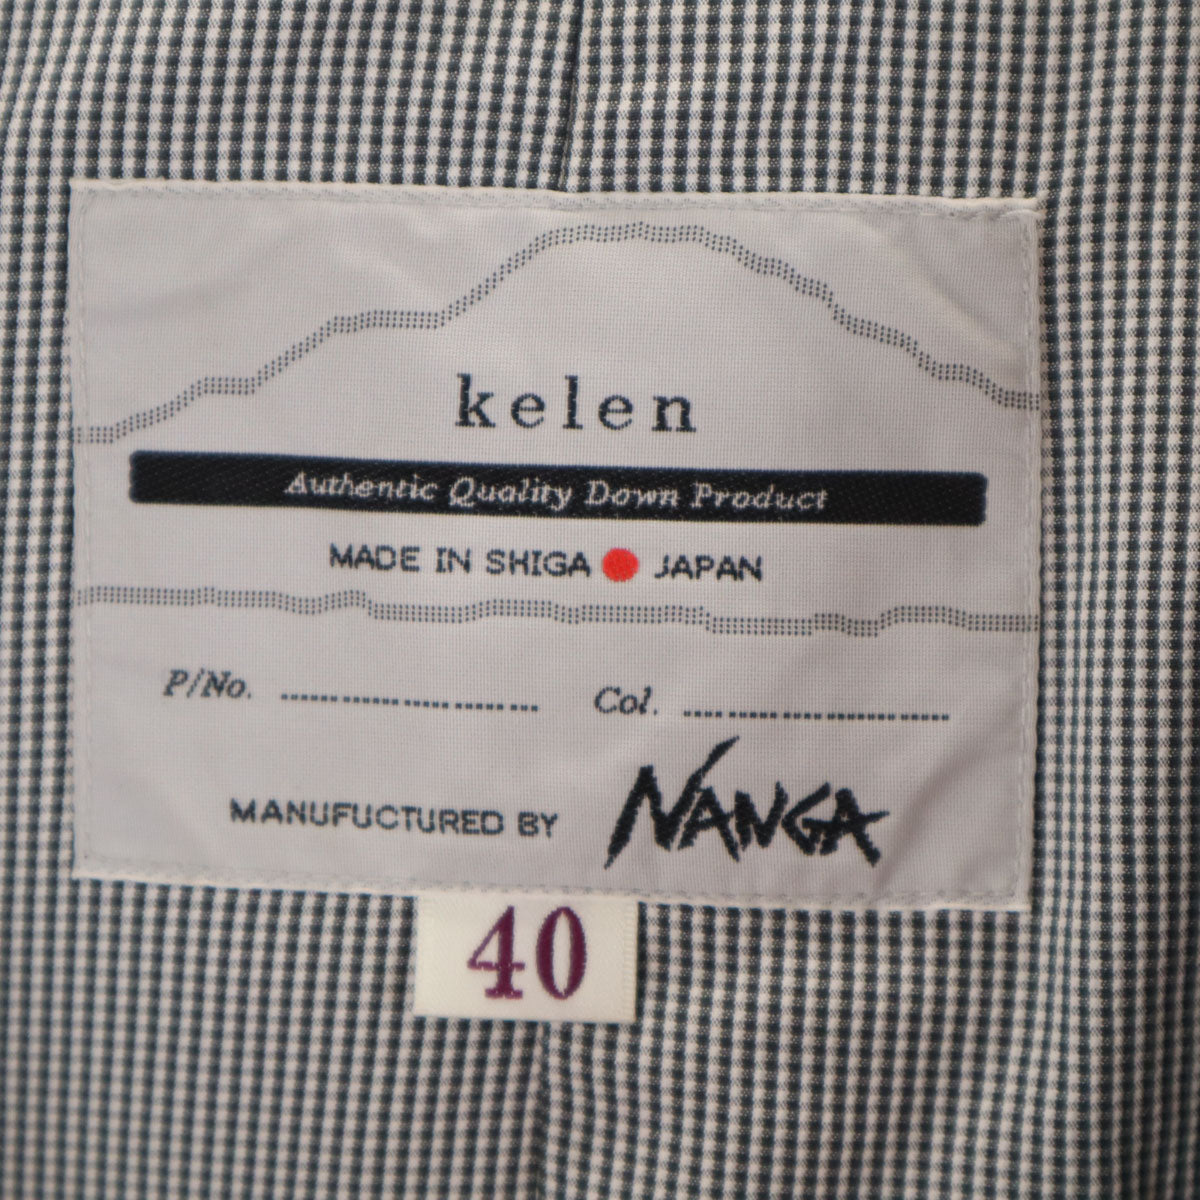 kelen
Authentic Quality Down Product
MADE IN SHIGA JAPAN
P/No. Col.
MANUFUCTURED BY NANGA
40